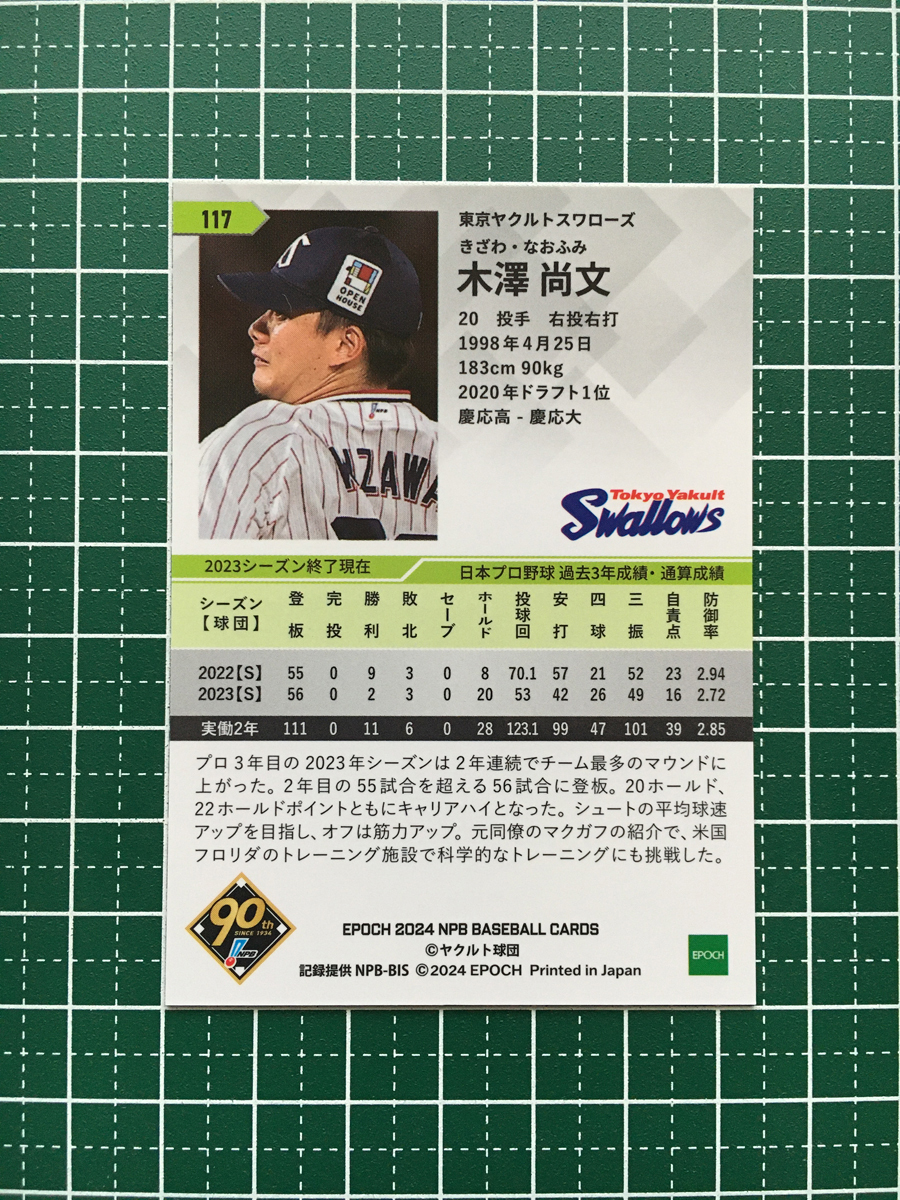 117
OPEN
HOUSE
NPB
東京ヤクルトスワローズ
きざわ・なおふみ
木澤 尚文
20 投手 右投右打
1998年4月25日
183cm 90kg
2020年ドラフト1位
慶応高 - 慶応大
Tokyo Yakult
Swallows
2023シーズン終了現在
日本プロ野球 過去3年成績・通算成績
シーズン【球団】 登板 完投 勝利 敗北 セーブ ホールド 投球回 安打 四球 三振 自責点 防御率
2022【S】 55 0 9 3 0 8 70.1 57 21 52 23 2.94
2023【S】 56 0 2 3 0 20 53 42 26 49 16 2.72
実働2年 111 0 11 6 0 28 123.1 99 47 101 39 2.85
プロ3年目の2023年シーズンは2年連続でチーム最多のマウンドに
上がった。2年目の55試合を超える56試合に登板。20ホールド、
22ホールドポイントともにキャリアハイとなった。シュートの平均球速
アップを目指し、オフは筋力アップ。元同僚のマクガフの紹介で、米国
フロリダのトレーニング施設で科学的なトレーニングにも挑戦した。
90th
SINCE 1934
NPB
EPOCH 2024 NPB BASEBALL CARDS
©ヤクルト球団
記録提供 NPB-BIS ©2024 EPOCH Printed in Japan
EPOCH